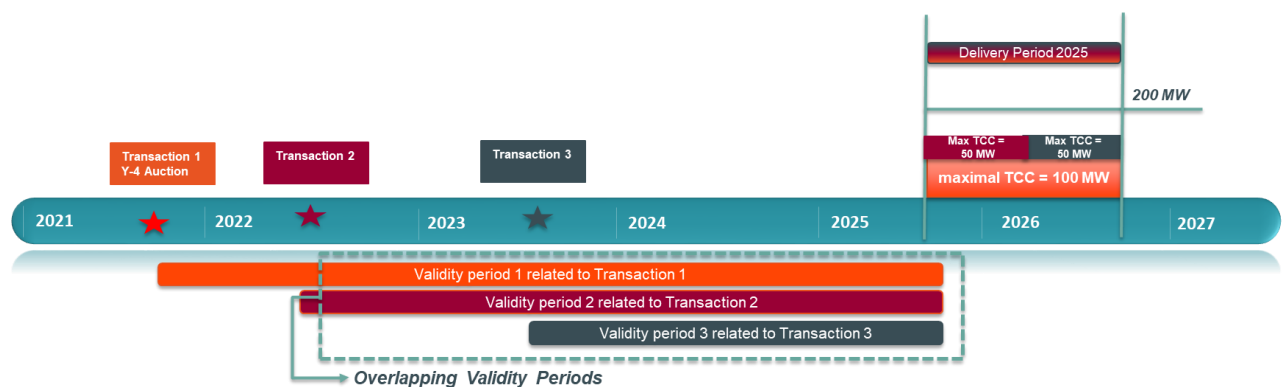 Delivery Period 2025
200 MW
Transaction 1
Y-4 Auction
Transaction 2
Transaction 3
Max TCC =
50 MW
Max TCC =
50 MW
maximal TCC = 100 MW
2021
2022
2023
2024
2025
2026
2027
Validity period 1 related to Transaction 1
Validity period 2 related to Transaction 2
Validity period 3 related to Transaction 3
Overlapping Validity Periods